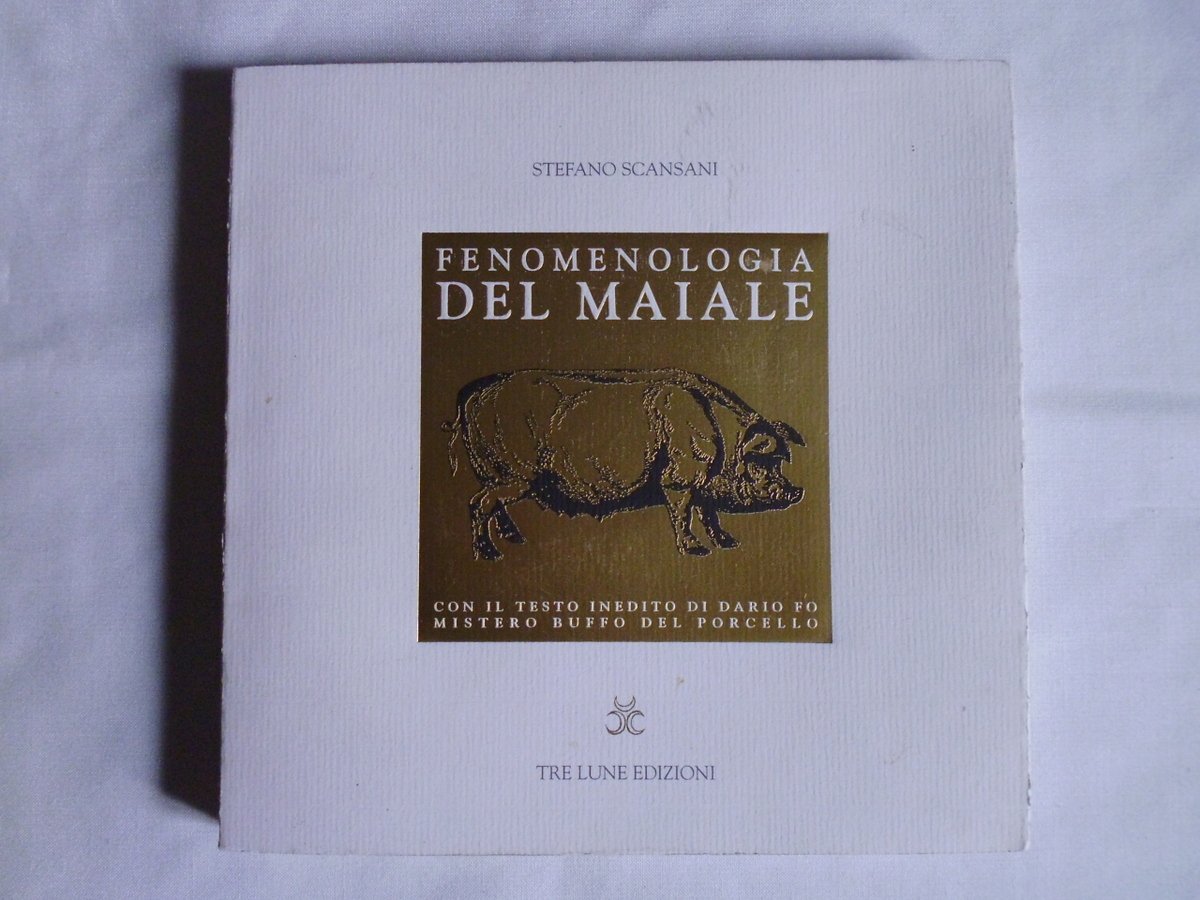 STEFANO SCANSANI
FENOMENOLOGIA
DEL MAIALE
CON IL TESTO INEDITO DI DARIO FO
MISTERO BUFFO DEL PORCELLO
TRE LUNE EDIZIONI